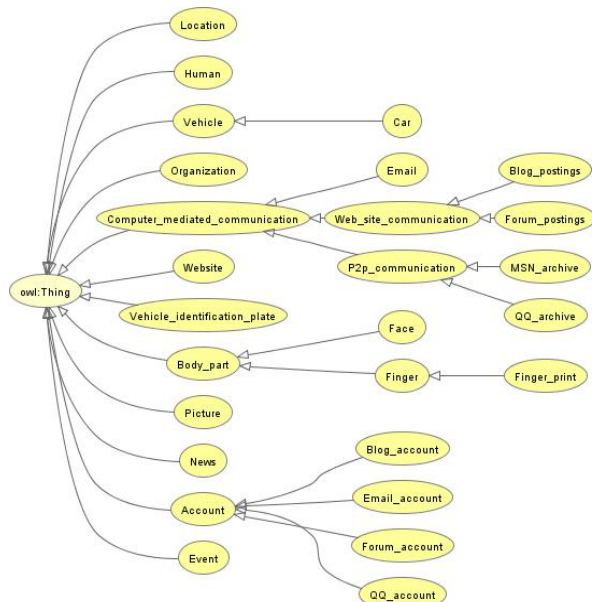 Location
Human
Vehicle
Car
Organization
Email
Blog_postings
Computer_mediated_communication
Web_site_communication
Forum_postings
Website
P2p_communication
MSN_archive
owl:Thing
Vehicle_identification_plate
QQ_archive
Face
Body_part
Finger
Finger_print
Picture
News
Blog_account
Account
Email_account
Forum_account
Event
QQ_account